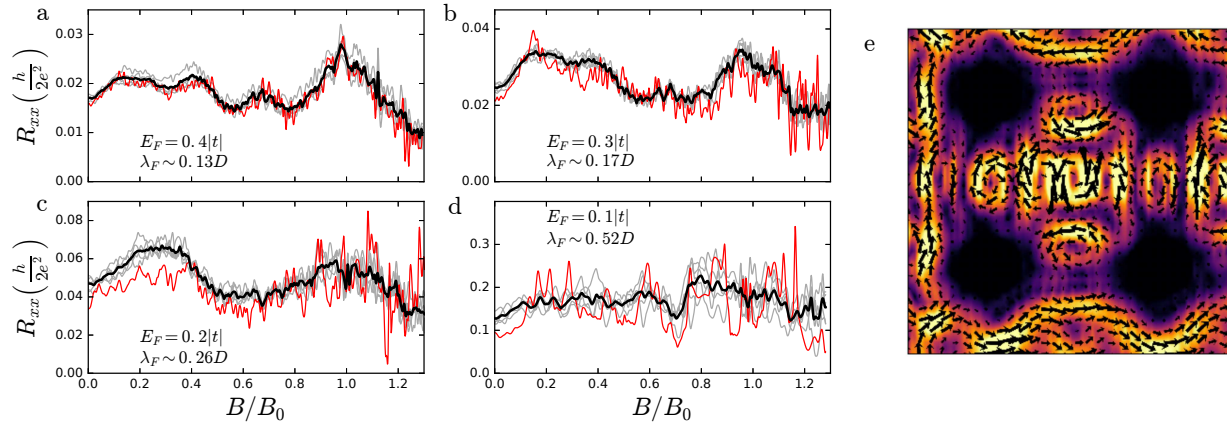 a
R_{xx} (h/2e²)
0.03
0.02
0.01
0.00
E_F = 0.4|t|
λ_F ∼ 0.13D
b
0.04
0.02
0.00
E_F = 0.3|t|
λ_F ∼ 0.17D
c
R_{xx} (h/2e²)
0.08
0.06
0.04
0.02
0.00
E_F = 0.2|t|
λ_F ∼ 0.26D
0.0 0.2 0.4 0.6 0.8 1.0 1.2
B/B_0
d
0.3
0.2
0.1
0.0
E_F = 0.1|t|
λ_F ∼ 0.52D
0.0 0.2 0.4 0.6 0.8 1.0 1.2
B/B_0
e